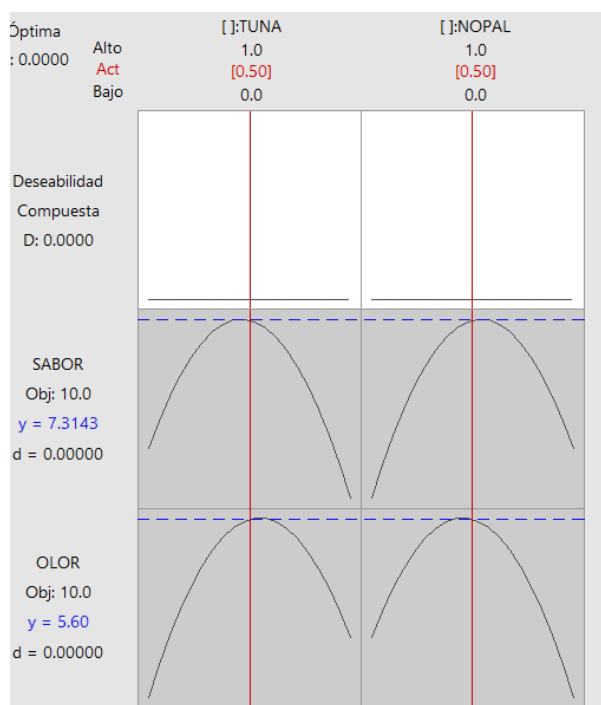 Óptima
: 0.0000
Alto
Act
Bajo
[ ]:TUNA
1.0
[0.50]
0.0
[ ]:NOPAL
1.0
[0.50]
0.0
Deseabilidad
Compuesta
D: 0.0000
SABOR
Obj: 10.0
y = 7.3143
d = 0.00000
OLOR
Obj: 10.0
y = 5.60
d = 0.00000